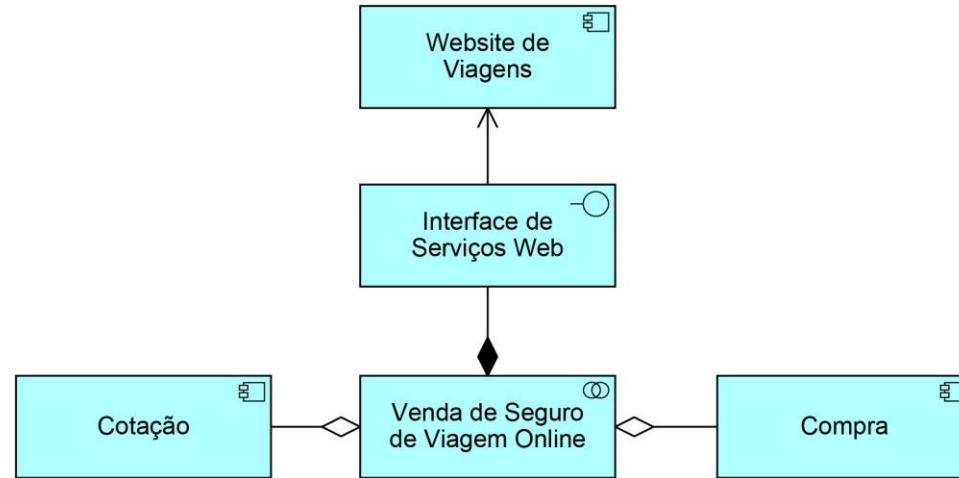 Website de
Viagens
Interface de
Serviços Web
Cotação
Venda de Seguro
de Viagem Online
Compra